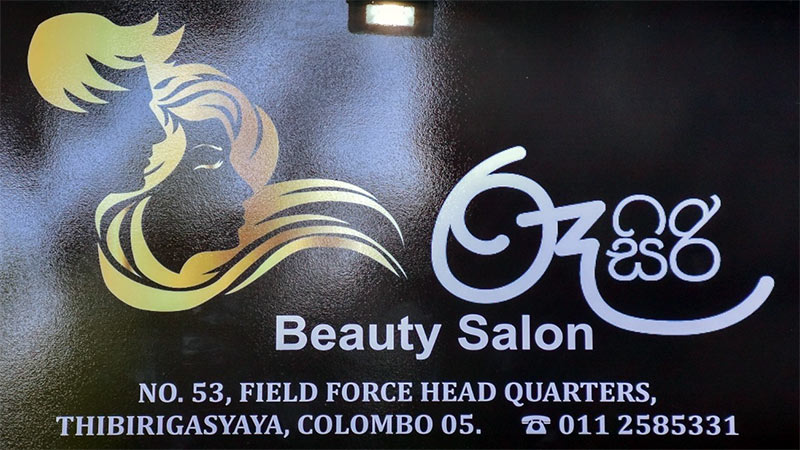 රූසිරි
Beauty Salon
NO. 53, FIELD FORCE HEAD QUARTERS,
THIBIRIGASYAYA, COLOMBO 05. ☎ 011 2585331